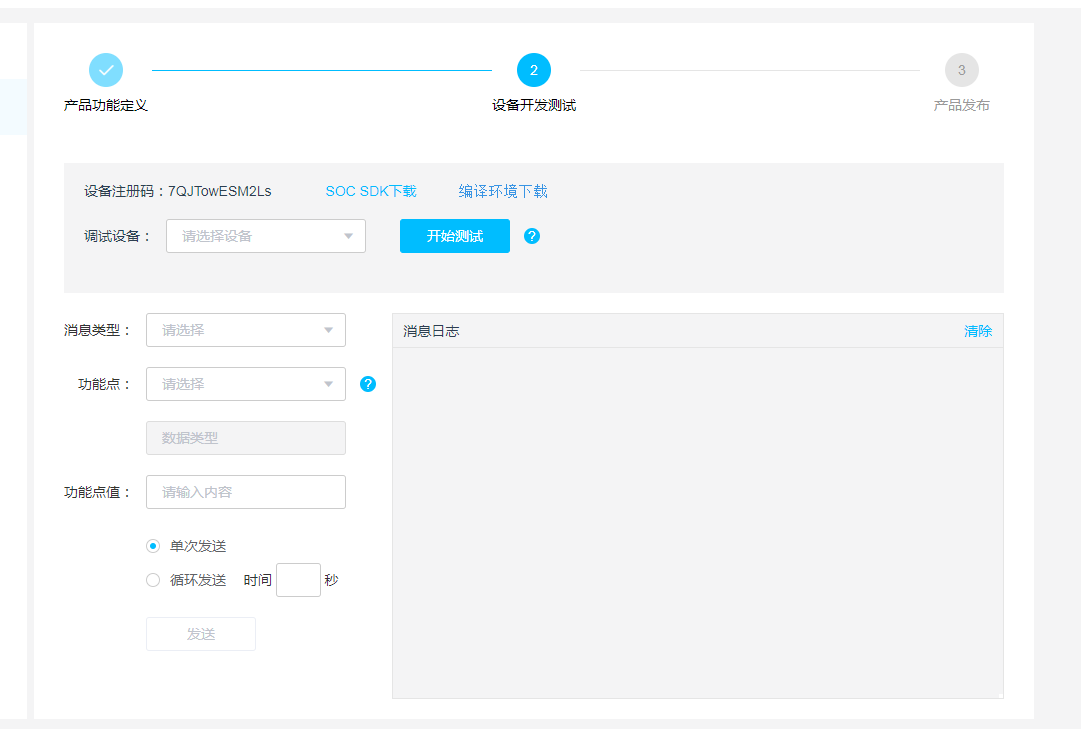 2
3
产品功能定义
设备开发测试
产品发布
设备注册码：7QJTowESM2Ls
SOC SDK下载
编译环境下载
调试设备：
请选择设备
开始测试
?
消息类型：
请选择
功能点：
请选择
?
数据类型
功能点值：
请输入内容
单次发送
循环发送 时间 秒
发送
消息日志
清除